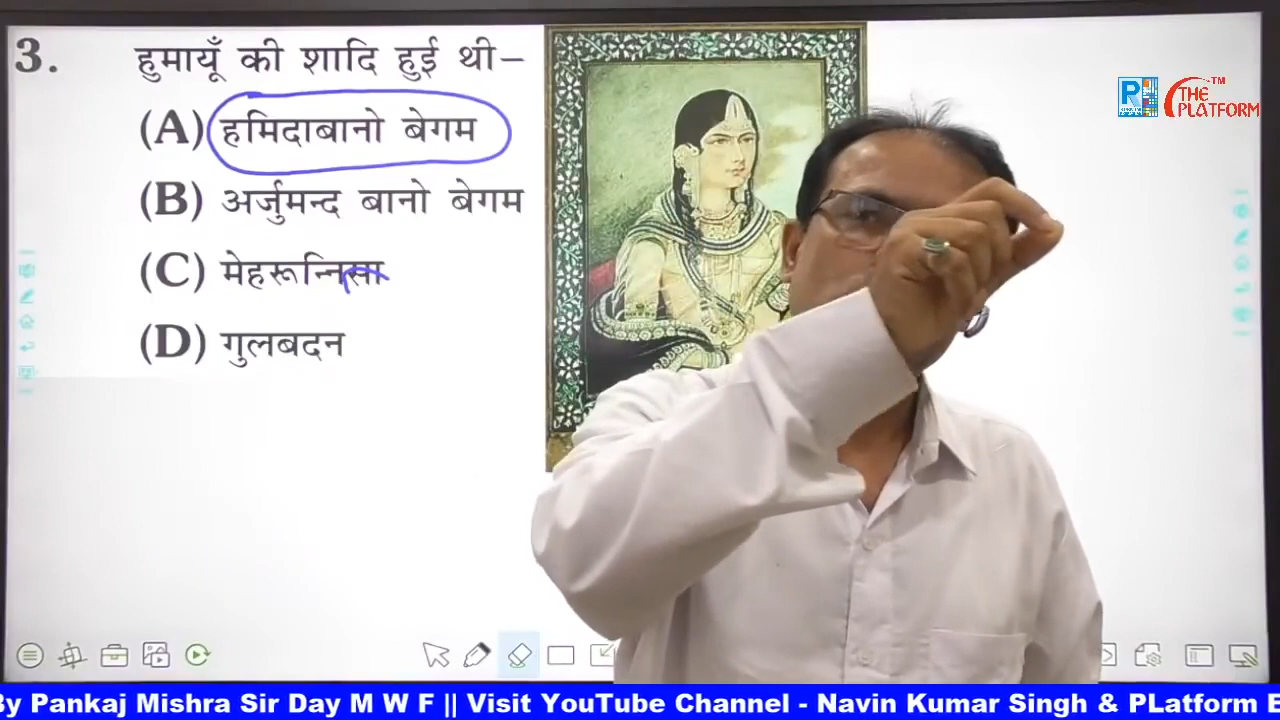 3. हुमायूँ की शादि हुई थी–
(A) हमिदाबानो बेगम
(B) अर्जुमन्द बानो बेगम
(C) मेहरून्निसा
(D) गुलबदन
THE PLATFORM™
By Pankaj Mishra Sir Day M W F || Visit YouTube Channel - Navin Kumar Singh & PLatform E